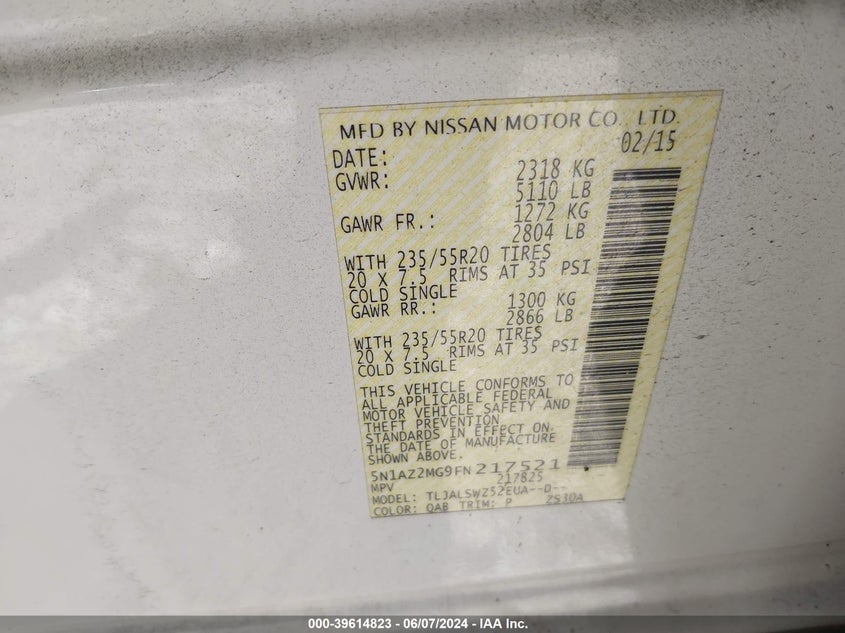 MFD BY NISSAN MOTOR CO., LTD.
DATE: 02/15
GVWR: 2318 KG
5110 LB
GAWR FR.: 1272 KG
2804 LB
WITH 235/55R20 TIRES
20 X 7.5 RIMS AT 35 PSI
COLD SINGLE
GAWR RR.: 1300 KG
2866 LB
WITH 235/55R20 TIRES
20 X 7.5 RIMS AT 35 PSI
COLD SINGLE
THIS VEHICLE CONFORMS TO
ALL APPLICABLE FEDERAL
MOTOR VEHICLE SAFETY AND
THEFT PREVENTION
STANDARDS IN EFFECT ON
THE DATE OF MANUFACTURE
SHOWN ABOVE.
5N1AZ2MG9FN217521
MPV 217825
MODEL: TLJALSWZ52EUA--D--
COLOR: QAB TRIM: P ZS30A
000-39614823 - 06/07/2024 - IAA Inc.